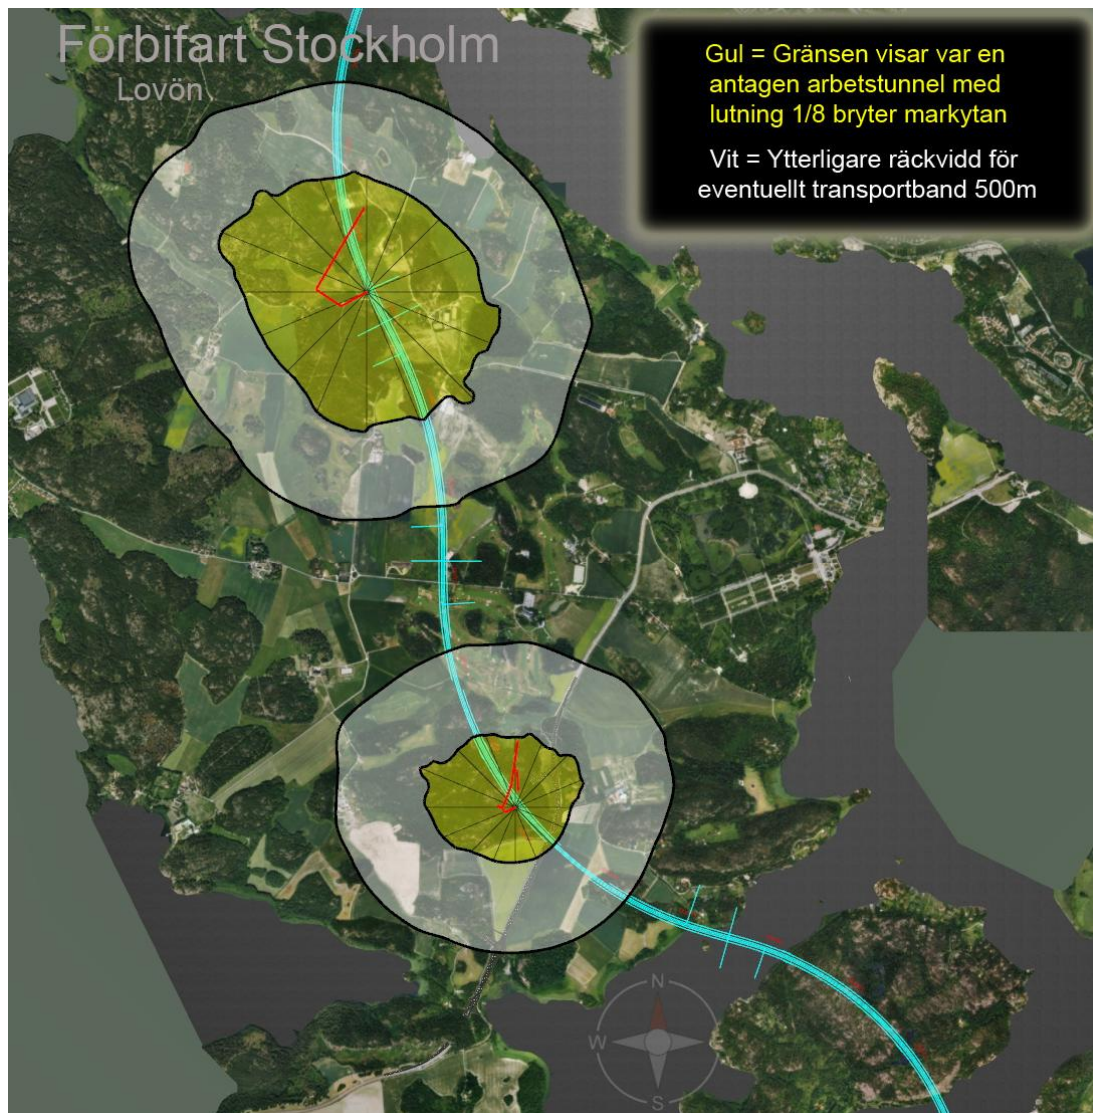 Förbifart Stockholm
Lovön
Gul = Gränsen visar var en
antagen arbetstunnel med
lutning 1/8 bryter markytan
Vit = Ytterligare räckvidd för
eventuellt transportband 500m
N
W
S